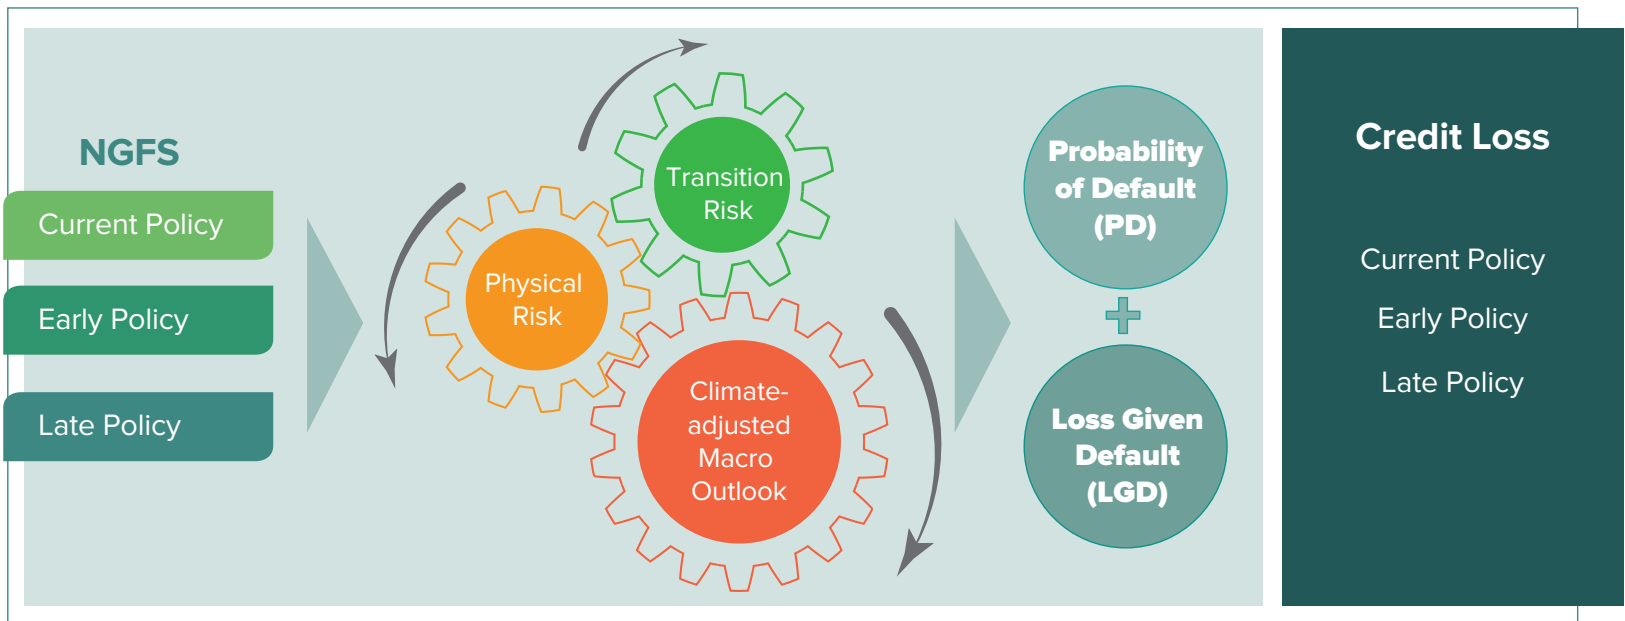 NGFS
Current Policy
Early Policy
Late Policy
Physical
Risk
Transition
Risk
Climate-
adjusted
Macro
Outlook
Probability
of Default
(PD)
+
Loss Given
Default
(LGD)
Credit Loss
Current Policy
Early Policy
Late Policy